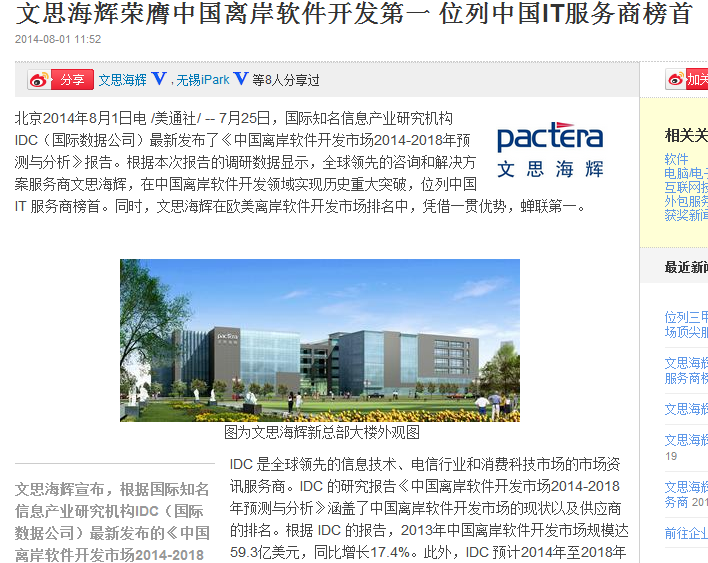 文思海辉荣膺中国离岸软件开发第一 位列中国IT服务商榜首
2014-08-01 11:52
分享 文思海辉 , 无锡iPark 等8人分享过
北京2014年8月1日电 /美通社/ -- 7月25日，国际知名信息产业研究机构
IDC（国际数据公司）最新发布了《中国离岸软件开发市场2014-2018年预
测与分析》报告。根据本次报告的调研数据显示，全球领先的咨询和解决方
案服务商文思海辉，在中国离岸软件开发领域实现历史重大突破，位列中国
IT 服务商榜首。同时，文思海辉在欧美离岸软件开发市场排名中，凭借一贯优势，蝉联第一。
pactera
文思海辉
pactera
文思海辉
图为文思海辉新总部大楼外观图
文思海辉宣布，根据国际知名
信息产业研究机构IDC（国际
数据公司）最新发布的《中国
离岸软件开发市场2014-2018
IDC 是全球领先的信息技术、电信行业和消费科技市场的市场资
讯服务商。IDC 的研究报告《中国离岸软件开发市场2014-2018
年预测与分析》涵盖了中国离岸软件开发市场的现状以及供应商
的排名。根据 IDC 的报告，2013年中国离岸软件开发市场规模达
59.3亿美元，同比增长17.4%。此外，IDC 预计2014年至2018年
加关
相关关
软件
电脑/电子
互联网技
外包服务
获奖新闻
最近新闻
位列三甲
场顶尖服
文思海辉
服务商榜
文思海辉
文思海辉
19
文思海辉
务商 201
前往企业